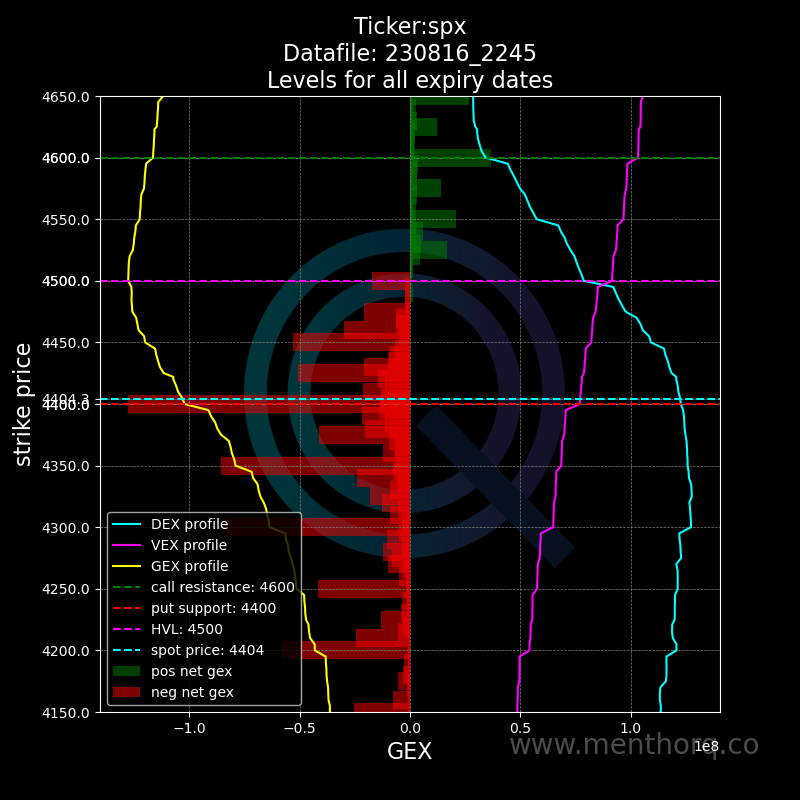 Ticker:spx
Datafile: 230816_2245
Levels for all expiry dates
4650.0
4600.0
4550.0
4500.0
4450.0
4400.0
4350.0
4300.0
4250.0
4200.0
4150.0
strike price
DEX profile
VEX profile
GEX profile
call resistance: 4600
put support: 4400
HVL: 4500
spot price: 4404
pos net gex
neg net gex
−1.0 −0.5 0.0 0.5 1.0
1e8
GEX
www.menthorq.co